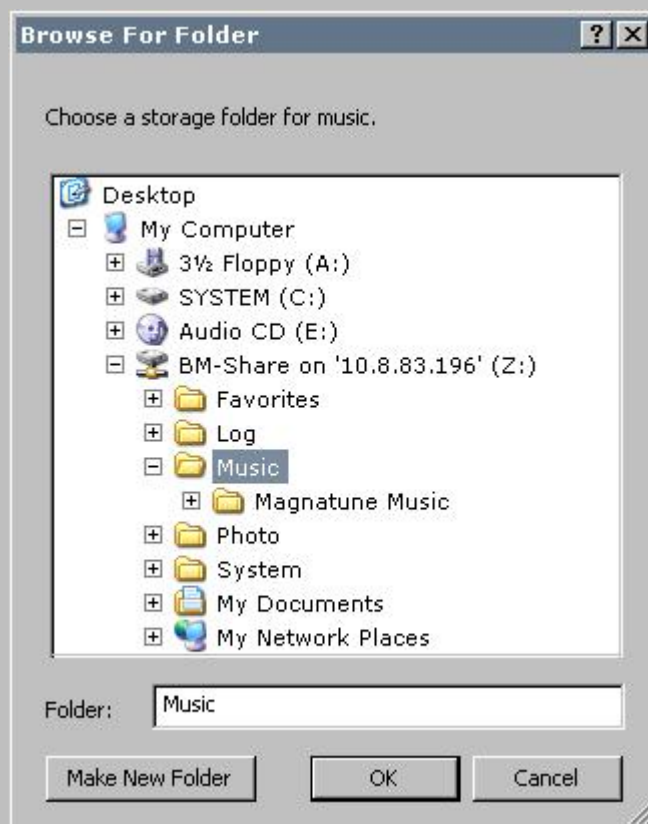 Browse For Folder
Choose a storage folder for music.
Desktop
My Computer
3½ Floppy (A:)
SYSTEM (C:)
Audio CD (E:)
BM-Share on '10.8.83.196' (Z:)
Favorites
Log
Music
Magnatune Music
Photo
System
My Documents
My Network Places
Folder: Music
Make New Folder OK Cancel